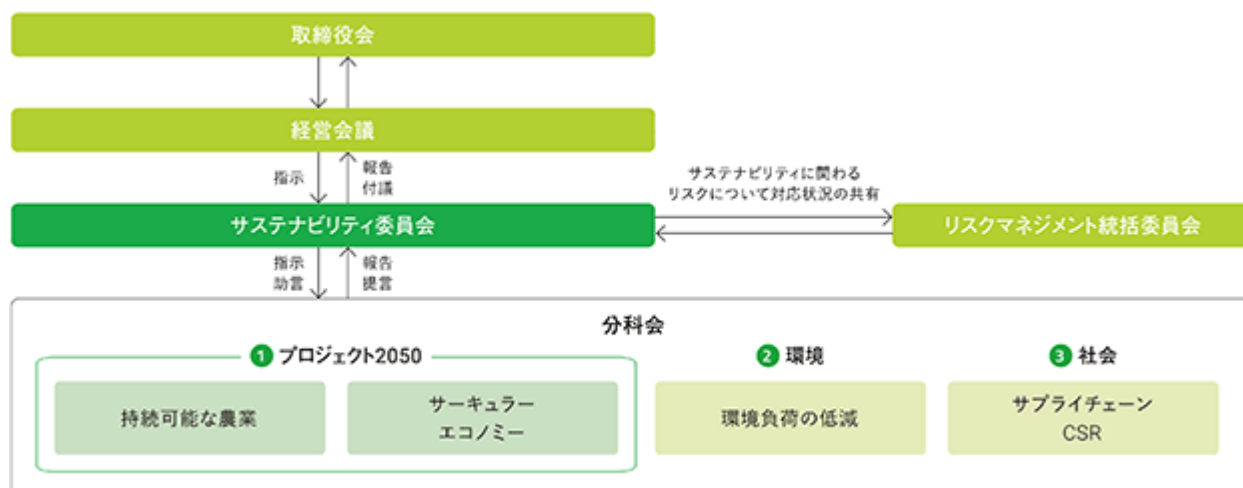 取締役会
経営会議
指示
報告
付議
サステナビリティに関わる
リスクについて対応状況の共有
サステナビリティ委員会
リスクマネジメント統括委員会
指示
助言
報告
提言
分科会
1 プロジェクト2050
2 環境
3 社会
持続可能な農業
サーキュラー
エコノミー
環境負荷の低減
サプライチェーン
CSR